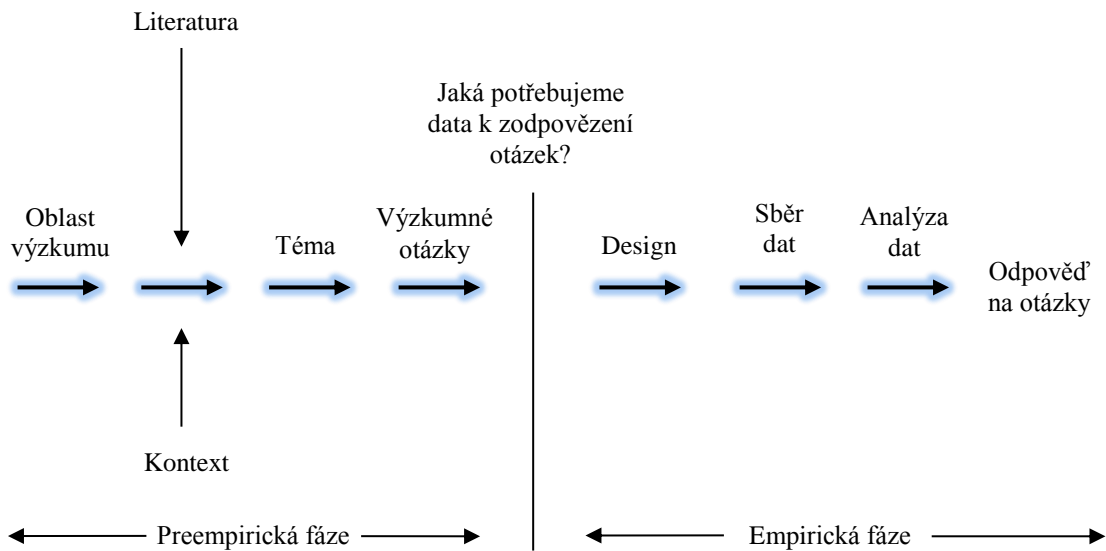 Literatura
Jaká potřebujeme
data k zodpovězení
otázek?
Oblast
výzkumu
Téma
Výzkumné
otázky
Design
Sběr
dat
Analýza
dat
Odpověď
na otázky
Kontext
Preempirická fáze
Empirická fáze